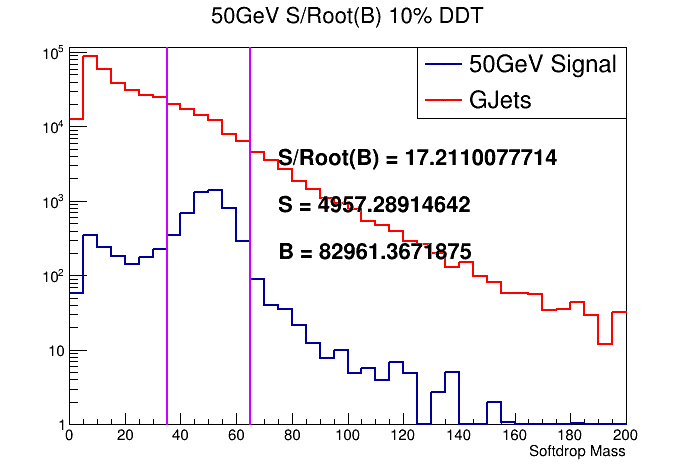 50GeV S/Root(B) 10% DDT
50GeV Signal
GJets
S/Root(B) = 17.2110077714
S = 4957.28914642
B = 82961.3671875
10^5
10^4
10^3
10^2
10
1
0 20 40 60 80 100 120 140 160 180 200
Softdrop Mass